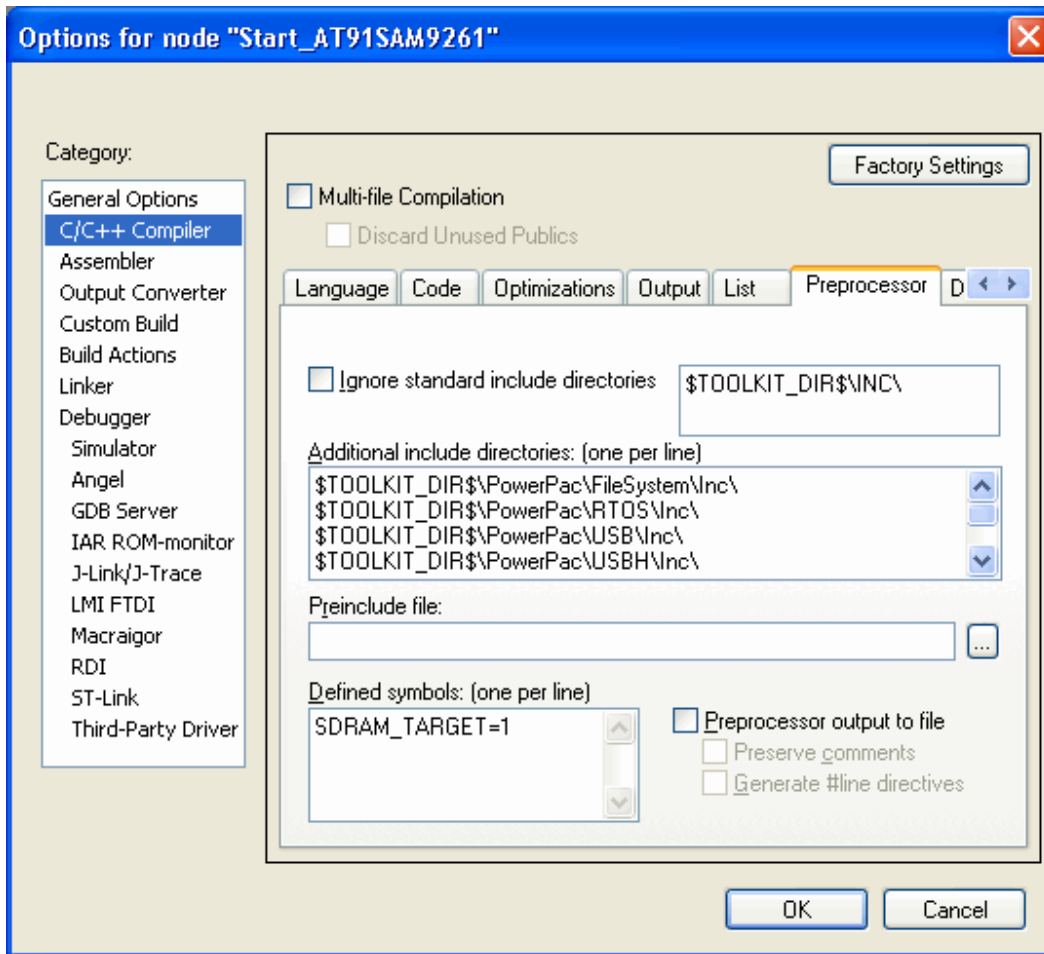 Options for node "Start_AT91SAM9261"
Category:
General Options
C/C++ Compiler
Assembler
Output Converter
Custom Build
Build Actions
Linker
Debugger
Simulator
Angel
GDB Server
IAR ROM-monitor
J-Link/J-Trace
LMI FTDI
Macraigor
RDI
ST-Link
Third-Party Driver
Factory Settings
Multi-file Compilation
Discard Unused Publics
Language Code Optimizations Output List Preprocessor D
Ignore standard include directories $TOOLKIT_DIR$\INC\
Additional include directories: (one per line)
$TOOLKIT_DIR$\PowerPac\FileSystem\Inc\
$TOOLKIT_DIR$\PowerPac\RTOS\Inc\
$TOOLKIT_DIR$\PowerPac\USB\Inc\
$TOOLKIT_DIR$\PowerPac\USBH\Inc\
Preinclude file:
...
Defined symbols: (one per line)
SDRAM_TARGET=1
Preprocessor output to file
Preserve comments
Generate #line directives
OK Cancel